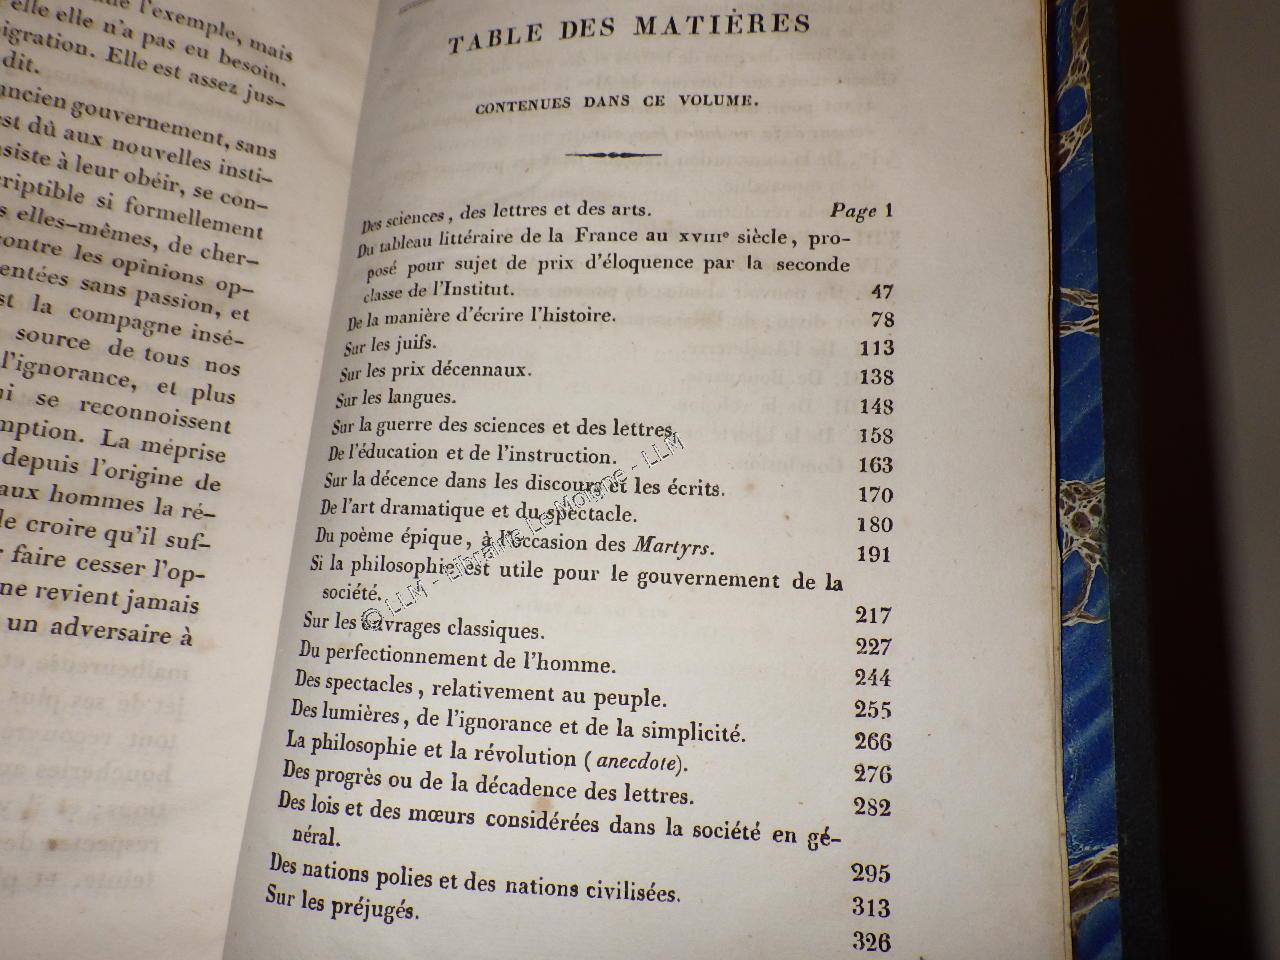 l'exemple, mais
elle elle n'a pas eu besoin.
Elle est assez jus-
dit.
ancien gouvernement, sans
est dû aux nouvelles insti-
à leur obéir, se con-
si formellement
elles-mêmes, de cher-
contre les opinions op-
sans passion, et
la compagne insé-
source de tous nos
l'ignorance, et plus
se reconnoissent
La méprise
depuis l'origine de
aux hommes la ré-
croire qu'il suf-
faire cesser l'op-
ne revient jamais
un adversaire à
TABLE DES MATIÈRES
CONTENUES DANS CE VOLUME.
Des sciences, des lettres et des arts. Page 1
Du tableau littéraire de la France au XVIIIe siècle, pro-
posé pour sujet de prix d'éloquence par la seconde
classe de l'Institut. 47
De la manière d'écrire l'histoire. 78
Sur les juifs. 113
Sur les prix décennaux. 138
Sur les langues. 148
Sur la guerre des sciences et des lettres. 158
De l'éducation et de l'instruction. 163
Sur la décence dans les discours et les écrits. 170
De l'art dramatique et du spectacle. 180
Du poème épique, à l'occasion des Martyrs. 191
Si la philosophie est utile pour le gouvernement de la
société. 217
Sur les ouvrages classiques. 227
Du perfectionnement de l'homme. 244
Des spectacles, relativement au peuple. 255
Des lumières, de l'ignorance et de la simplicité. 266
La philosophie et la révolution (anecdote). 276
Des progrès ou de la décadence des lettres. 282
Des lois et des mœurs considérées dans la société en gé-
néral. 295
Des nations polies et des nations civilisées. 313
Sur les préjugés. 326
© LLM - Librairie Le Moigne - LLM